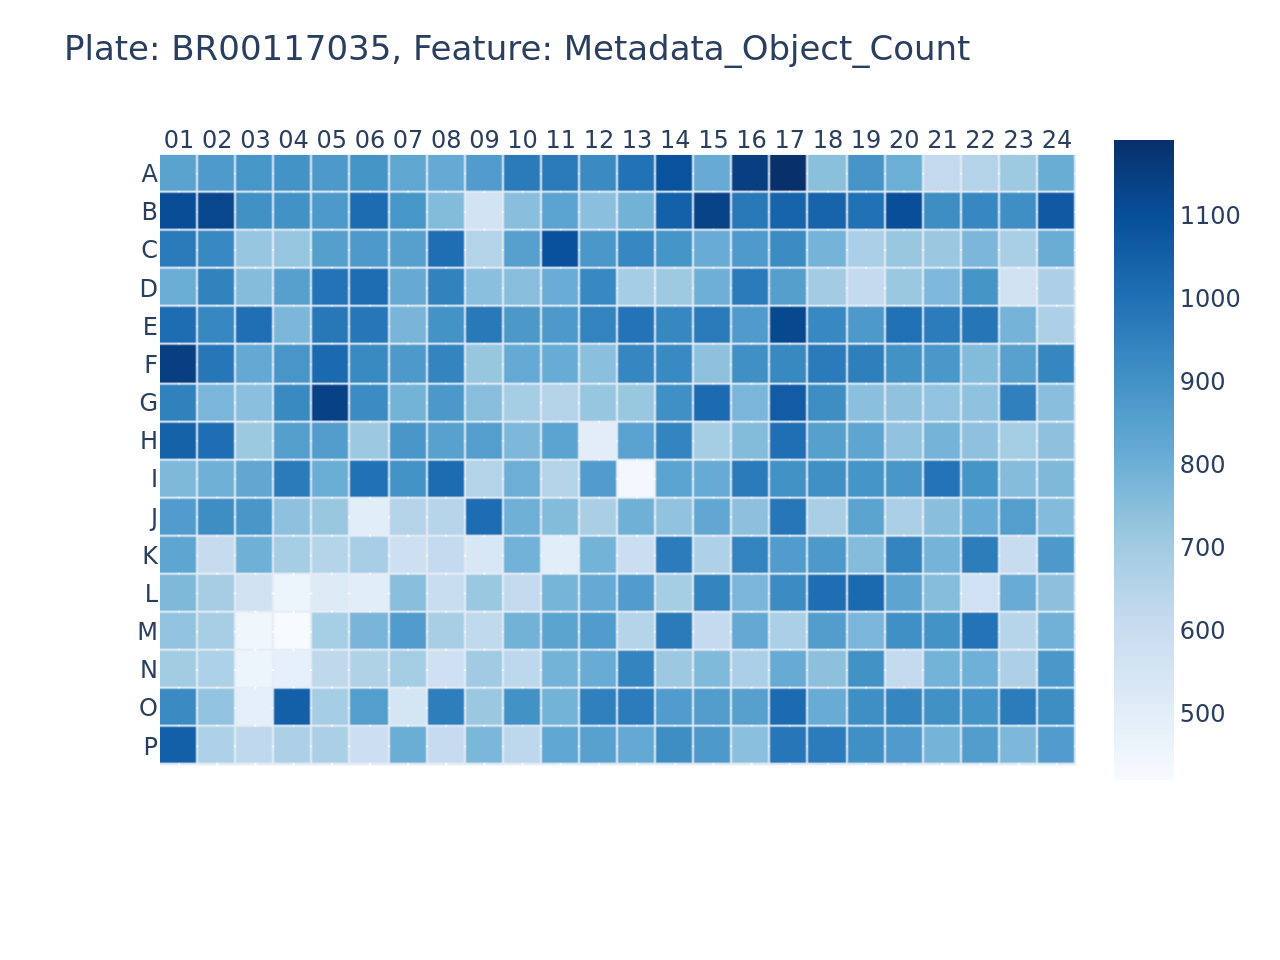 Plate: BR00117035, Feature: Metadata_Object_Count
01 02 03 04 05 06 07 08 09 10 11 12 13 14 15 16 17 18 19 20 21 22 23 24
A
B
C
D
E
F
G
H
I
J
K
L
M
N
O
P
1100
1000
900
800
700
600
500